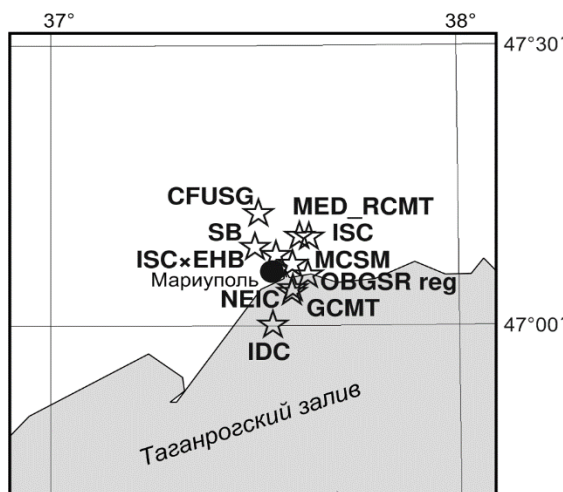 37° 38°
47°30'
CFUSG
MED_RCMT
SB
ISC
ISC×EHB
MCSM
Мариуполь
OBGSR reg
NEIC
GCMT
47°00'
IDC
Таганрогский залив